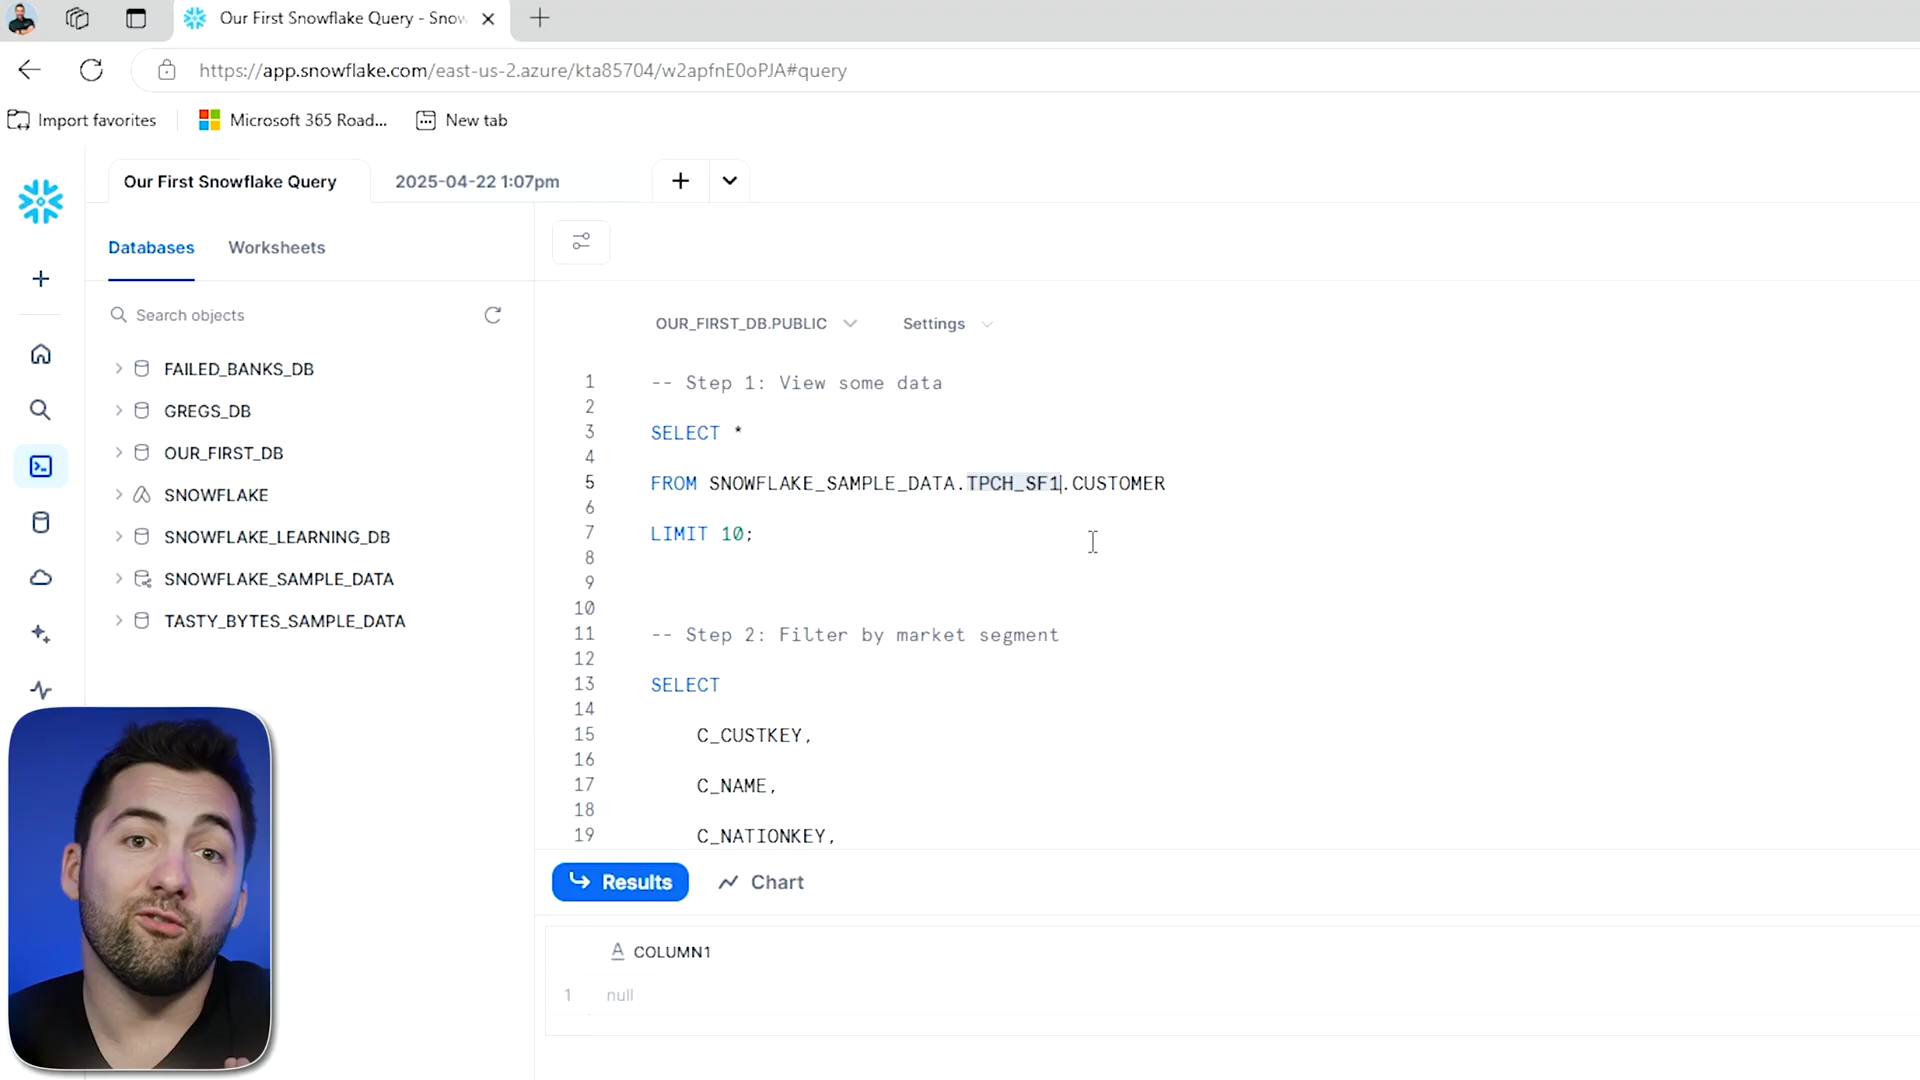 Our First Snowflake Query - Snow
https://app.snowflake.com/east-us-2.azure/kta85704/w2apfnE0oPJA#query
Import favorites
Microsoft 365 Road...
New tab
Our First Snowflake Query
2025-04-22 1:07pm
Databases
Worksheets
Search objects
FAILED_BANKS_DB
GREGS_DB
OUR_FIRST_DB
SNOWFLAKE
SNOWFLAKE_LEARNING_DB
SNOWFLAKE_SAMPLE_DATA
TASTY_BYTES_SAMPLE_DATA
OUR_FIRST_DB.PUBLIC
Settings
1 -- Step 1: View some data
2
3 SELECT *
4
5 FROM SNOWFLAKE_SAMPLE_DATA.TPCH_SF1.CUSTOMER
6
7 LIMIT 10;
8
9
10
11 -- Step 2: Filter by market segment
12
13 SELECT
14
15 C_CUSTKEY,
16
17 C_NAME,
18
19 C_NATIONKEY,
Results
Chart
A COLUMN1
1 null